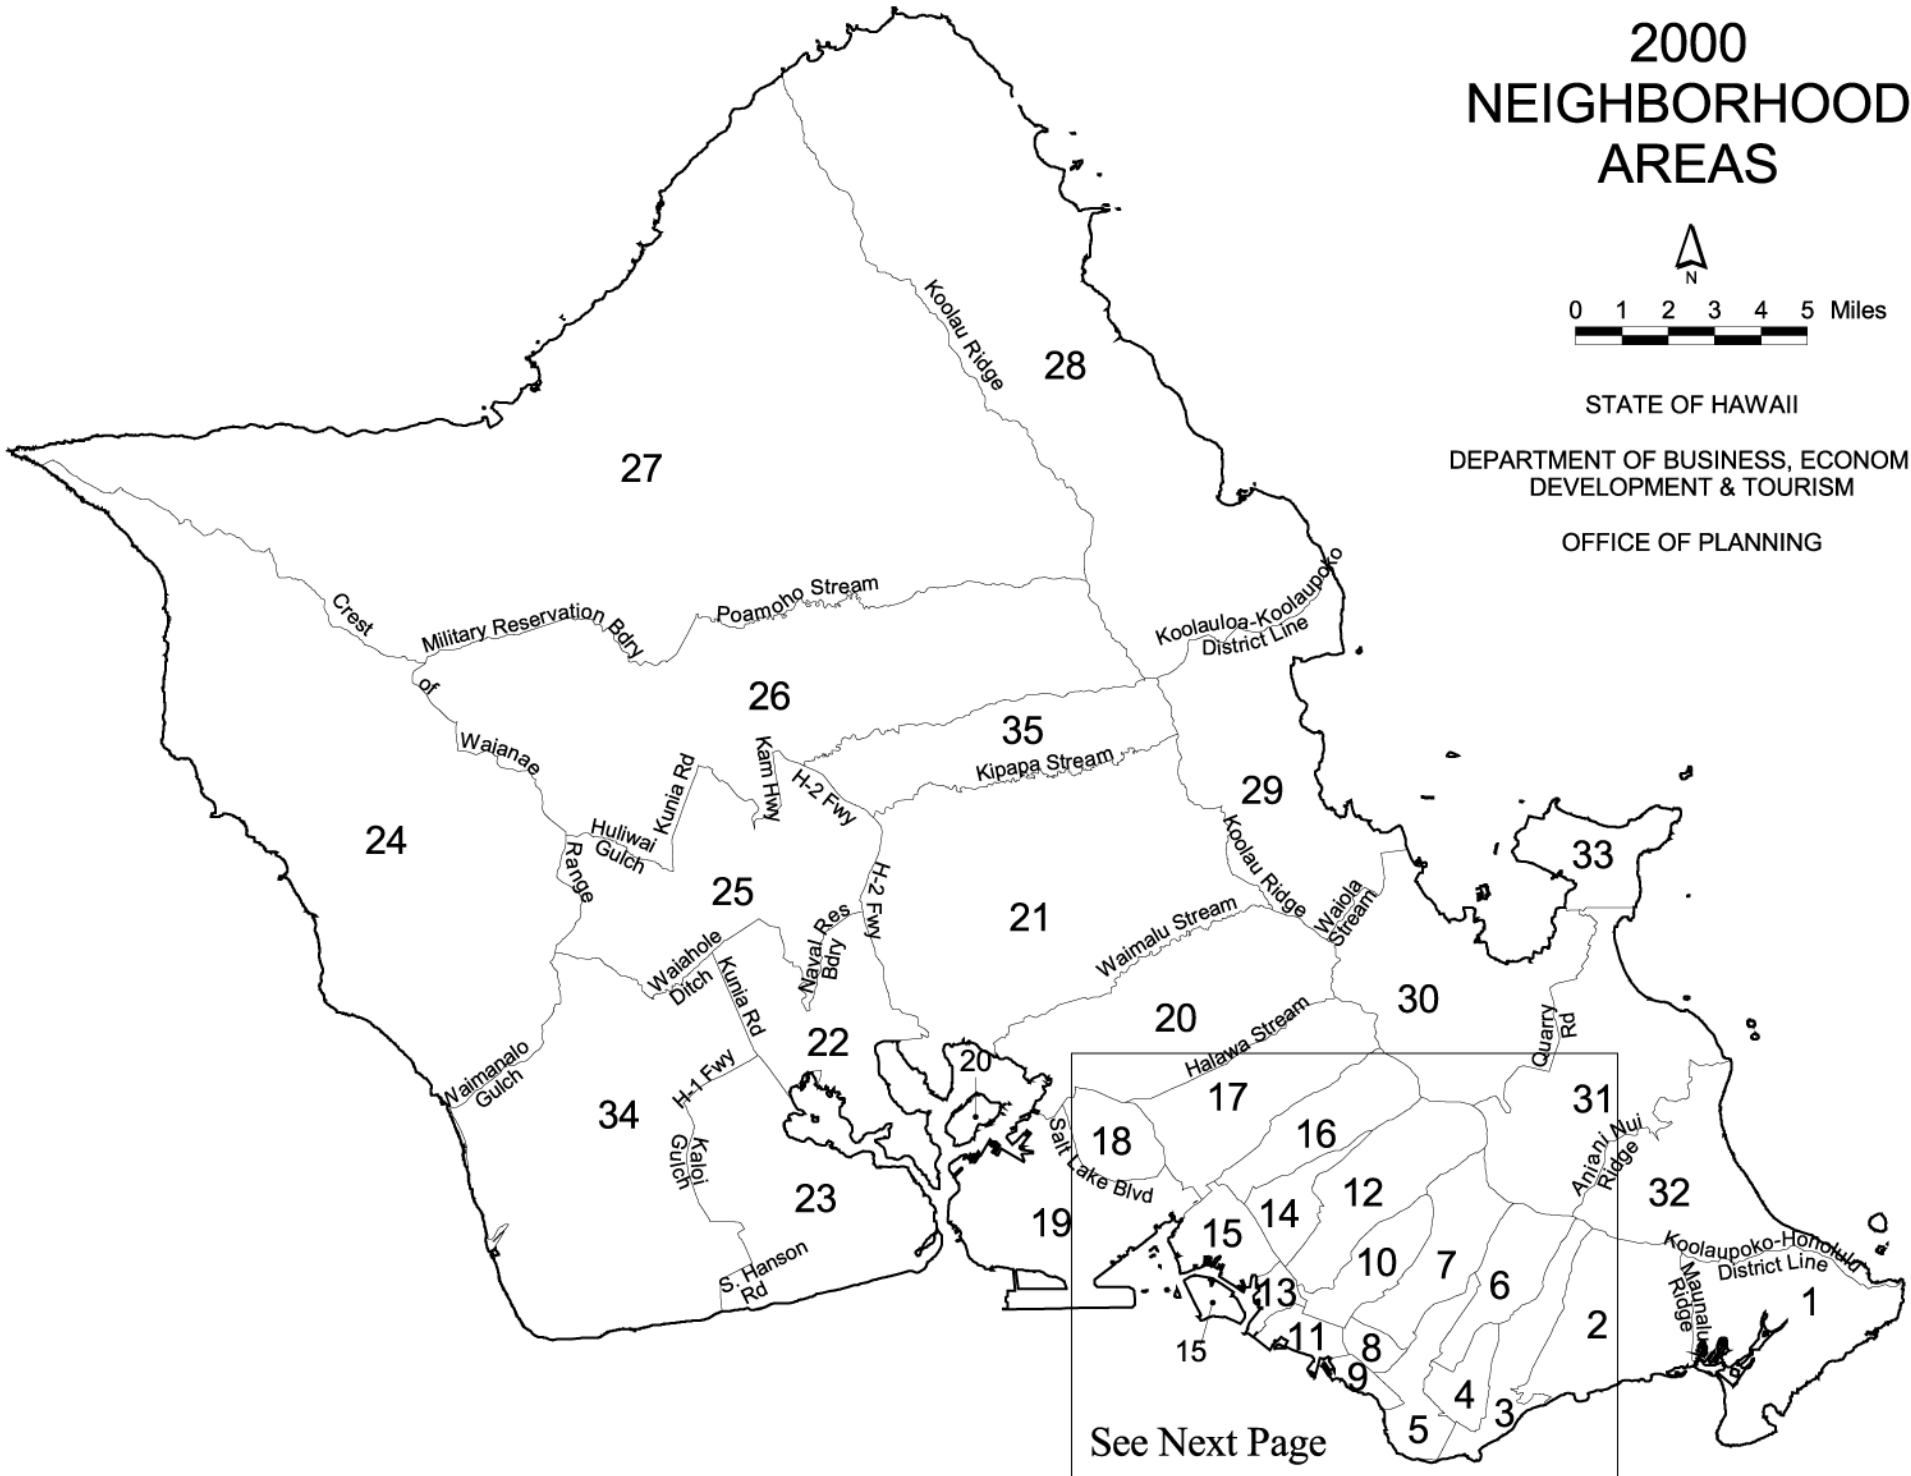 2000
NEIGHBORHOOD
AREAS
N
0 1 2 3 4 5 Miles
STATE OF HAWAII
DEPARTMENT OF BUSINESS, ECONOM
DEVELOPMENT & TOURISM
OFFICE OF PLANNING
Koolau Ridge
28
27
Crest
Military Reservation Bdry
Poamoho Stream
Koolauloa-Koolaupoko
District Line
of
26
35
Waianae
Kunia Rd
Kam Hwy
H-2 Fwy
Kipapa Stream
29
24
Huliwai
Gulch
Range
Koolau Ridge
33
25
H-2 Fwy
21
Waiola
Stream
Waiahole
Ditch
Naval Res
Bdry
Waimalu Stream
Kunia Rd
22
20
30
Quarry
Rd
Halawa Stream
Waimanalo
Gulch
H-1 Fwy
20
34
17
31
18
16
Aniani Nui
Ridge
Salt Lake Blvd
Kaloi
Gulch
23
19
12
32
14
15
Koolaupoko-Honolulu
District Line
S. Hanson
Rd
10
7
6
Maunalua
Ridge
1
13
15
11
8
2
9
4
3
5
See Next Page